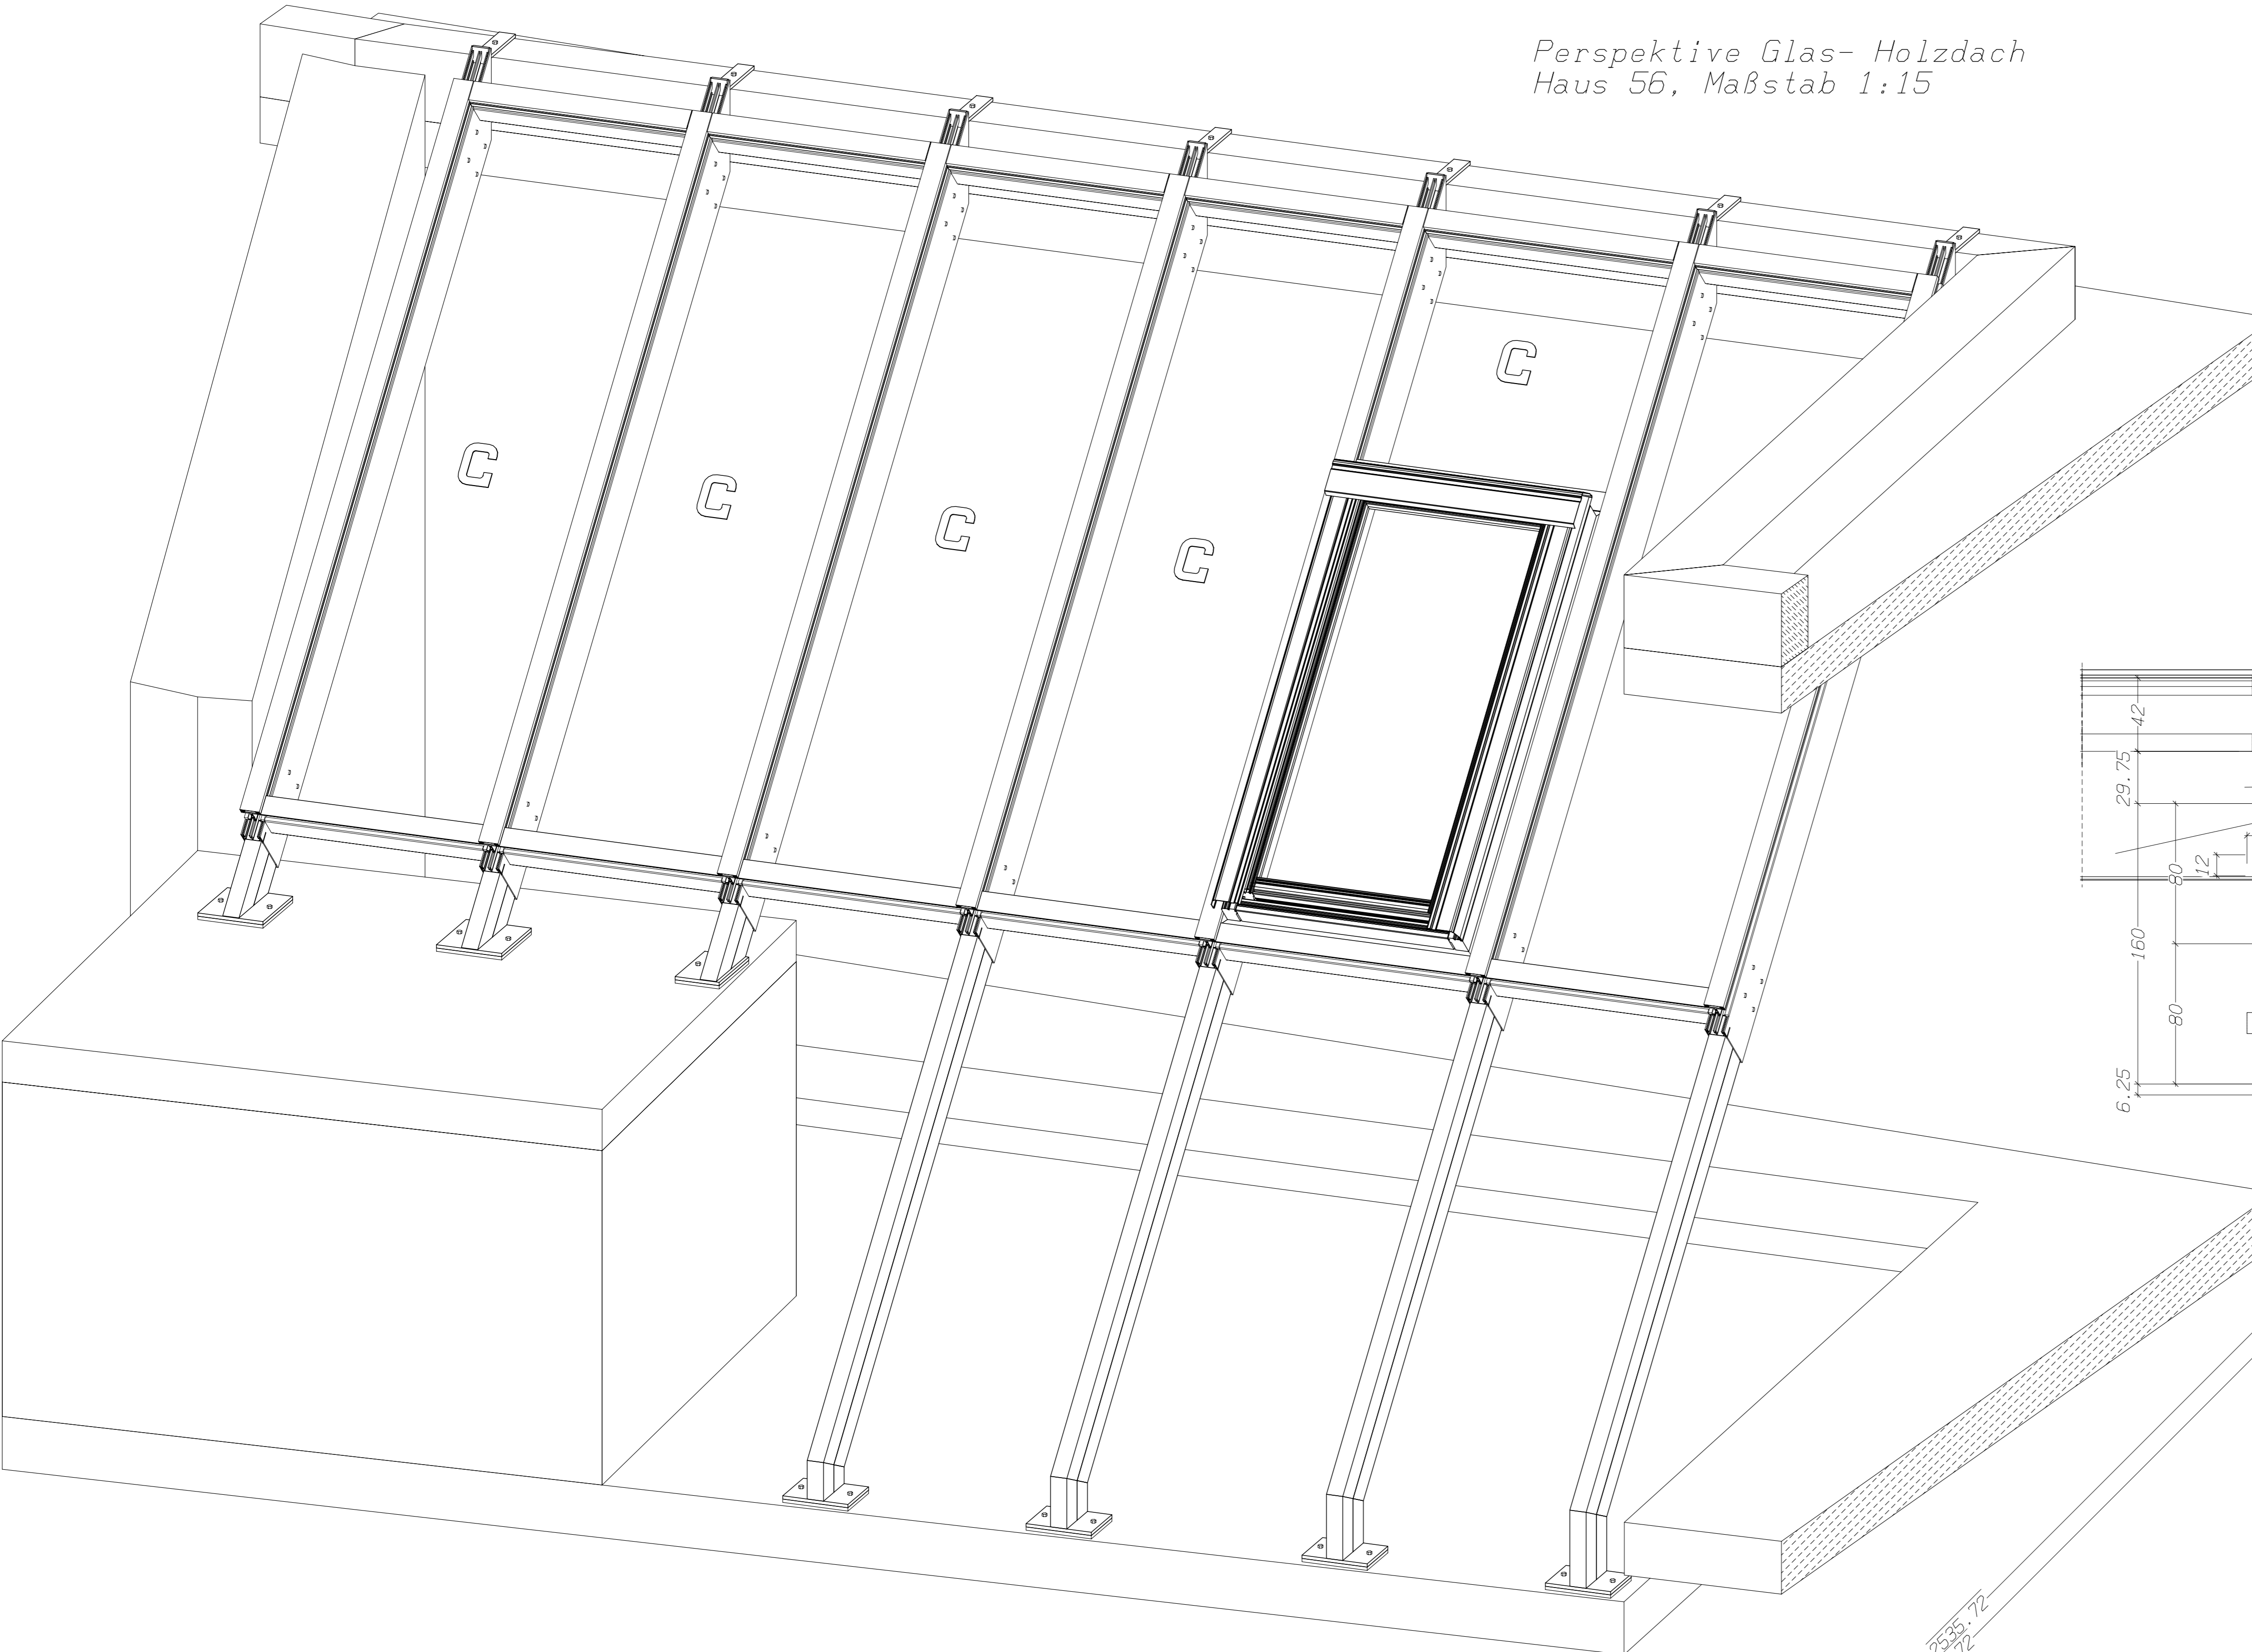 Perspektive Glas- Holzdach
Haus 56, Maßstab 1:15
C
C
C
C
C
42
29.75
12
80
160
80
6.25
2535.72